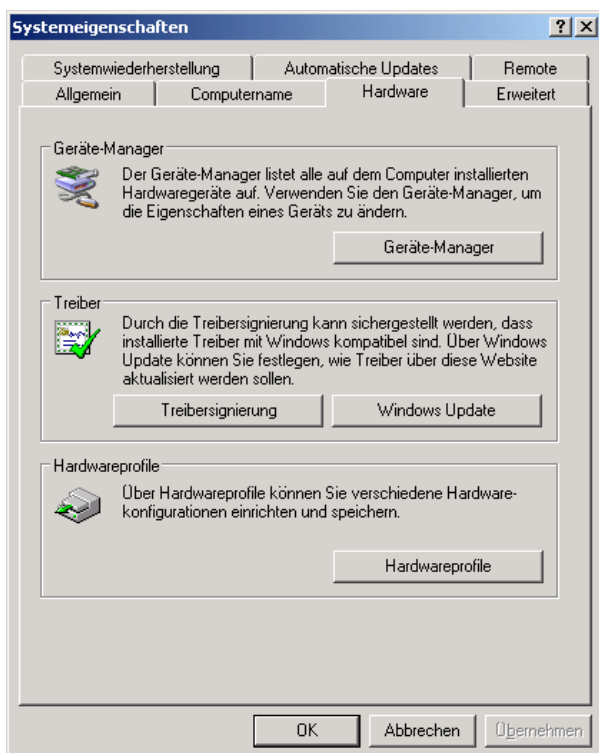 Systemeigenschaften
Systemwiederherstellung Automatische Updates Remote
Allgemein Computername Hardware Erweitert
Geräte-Manager
Der Geräte-Manager listet alle auf dem Computer installierten
Hardwaregeräte auf. Verwenden Sie den Geräte-Manager, um
die Eigenschaften eines Geräts zu ändern.
Geräte-Manager
Treiber
Durch die Treibersignierung kann sichergestellt werden, dass
installierte Treiber mit Windows kompatibel sind. Über Windows
Update können Sie festlegen, wie Treiber über diese Website
aktualisiert werden sollen.
Treibersignierung Windows Update
Hardwareprofile
Über Hardwareprofile können Sie verschiedene Hardware-
konfigurationen einrichten und speichern.
Hardwareprofile
OK Abbrechen Übernehmen